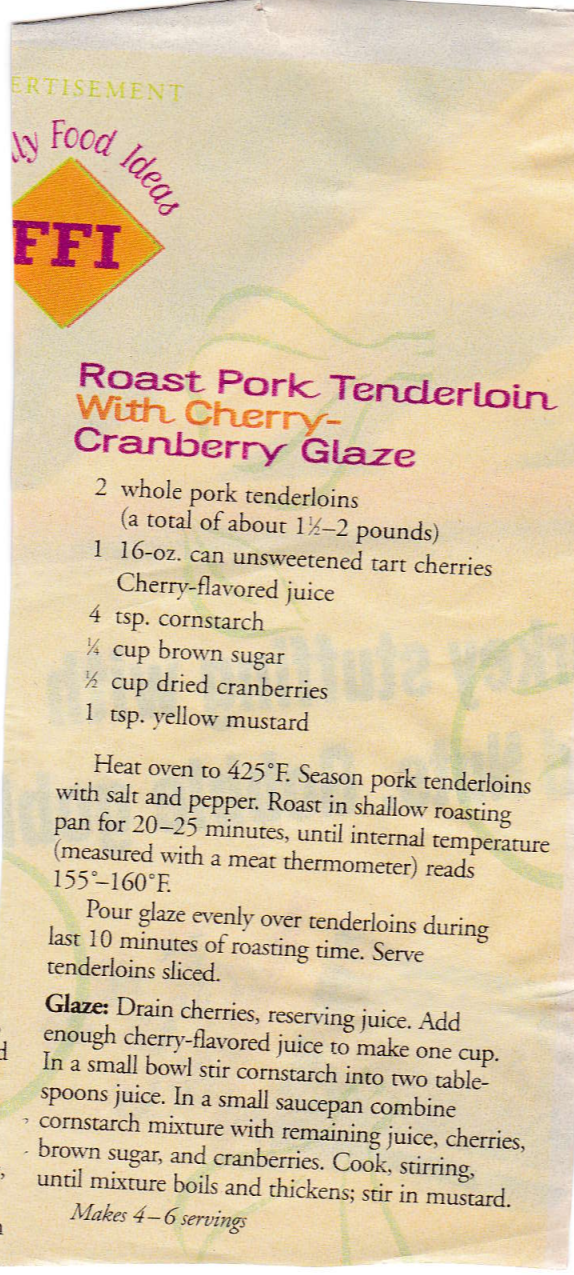 ERTISEMENT
ly Food Ideas
FFI
Roast Pork Tenderloin
With Cherry-
Cranberry Glaze
2 whole pork tenderloins
(a total of about 1½–2 pounds)
1 16-oz. can unsweetened tart cherries
Cherry-flavored juice
4 tsp. cornstarch
¼ cup brown sugar
½ cup dried cranberries
1 tsp. yellow mustard
Heat oven to 425°F. Season pork tenderloins
with salt and pepper. Roast in shallow roasting
pan for 20–25 minutes, until internal temperature
(measured with a meat thermometer) reads
155°–160°F.
Pour glaze evenly over tenderloins during
last 10 minutes of roasting time. Serve
tenderloins sliced.
Glaze: Drain cherries, reserving juice. Add
enough cherry-flavored juice to make one cup.
In a small bowl stir cornstarch into two table-
spoons juice. In a small saucepan combine
cornstarch mixture with remaining juice, cherries,
brown sugar, and cranberries. Cook, stirring,
until mixture boils and thickens; stir in mustard.
Makes 4–6 servings